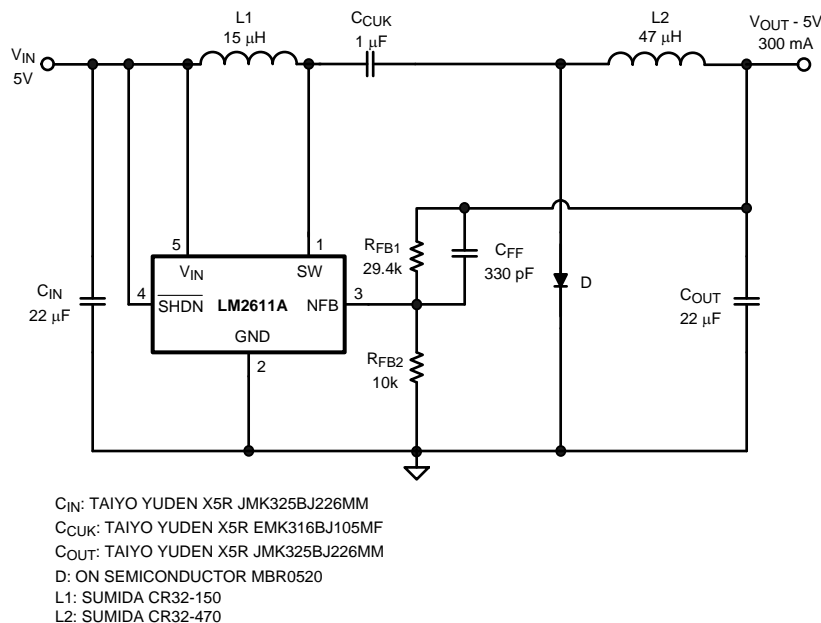 L1
15 μH
CCUK
1 μF
L2
47 μH
VOUT - 5V
300 mA
VIN
5V
5
1
VIN
SW
RFB1
29.4k
CFF
330 pF
D
CIN
22 μF
4
SHDN
LM2611A
NFB
3
COUT
22 μF
GND
2
RFB2
10k
CIN: TAIYO YUDEN X5R JMK325BJ226MM
CCUK: TAIYO YUDEN X5R EMK316BJ105MF
COUT: TAIYO YUDEN X5R JMK325BJ226MM
D: ON SEMICONDUCTOR MBR0520
L1: SUMIDA CR32-150
L2: SUMIDA CR32-470